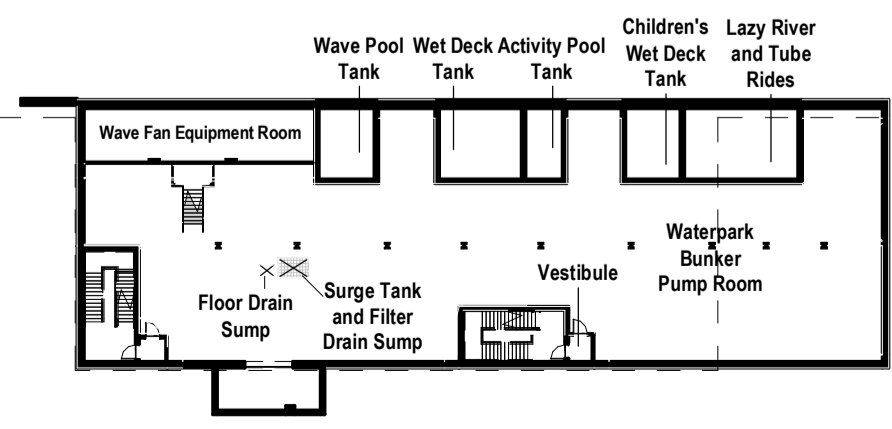 Wave Pool
Tank
Wet Deck
Tank
Activity Pool
Tank
Children's
Wet Deck
Tank
Lazy River
and Tube
Rides
Wave Fan Equipment Room
Waterpark
Bunker
Pump Room
Floor Drain
Sump
Surge Tank
and Filter
Drain Sump
Vestibule